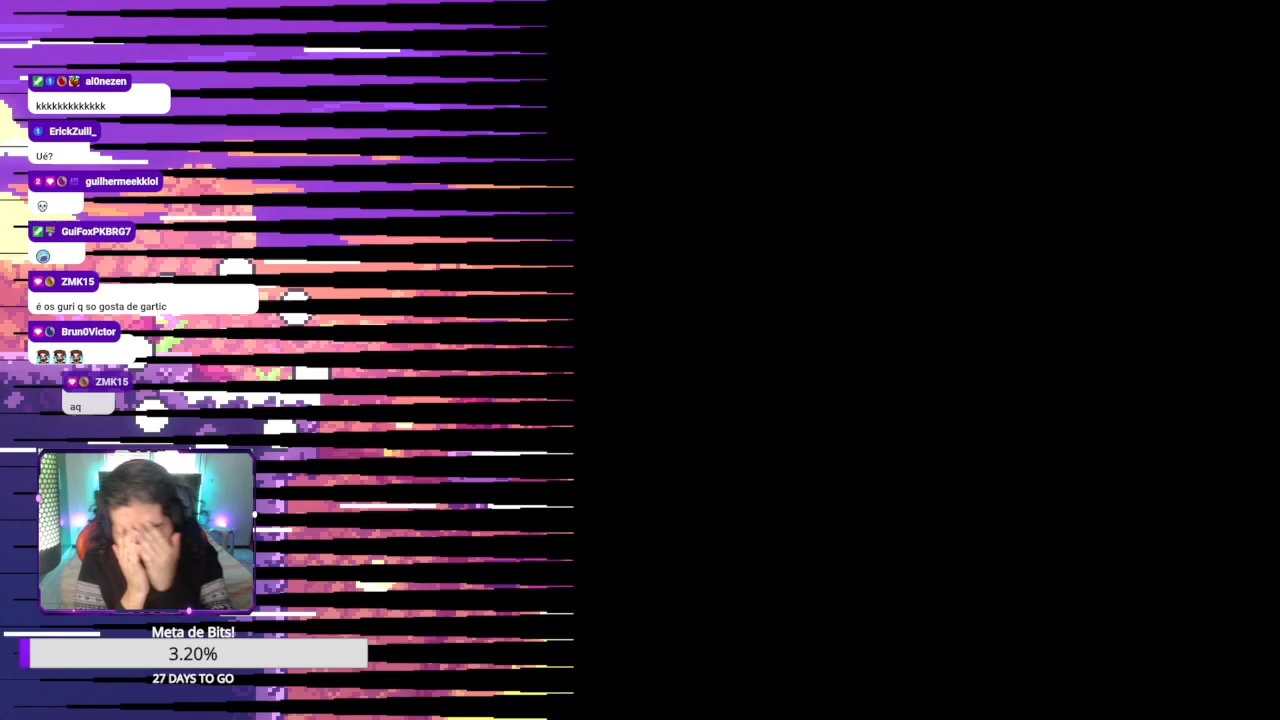 al0nezen
kkkkkkkkkkkkk
ErickZuill_
Ué?
guilhermeekklol
GuiFoxPKBRG7
ZMK15
é os guri q so gosta de gartic
Brun0Victor
ZMK15
aq
Meta de Bits!
3.20%
27 DAYS TO GO